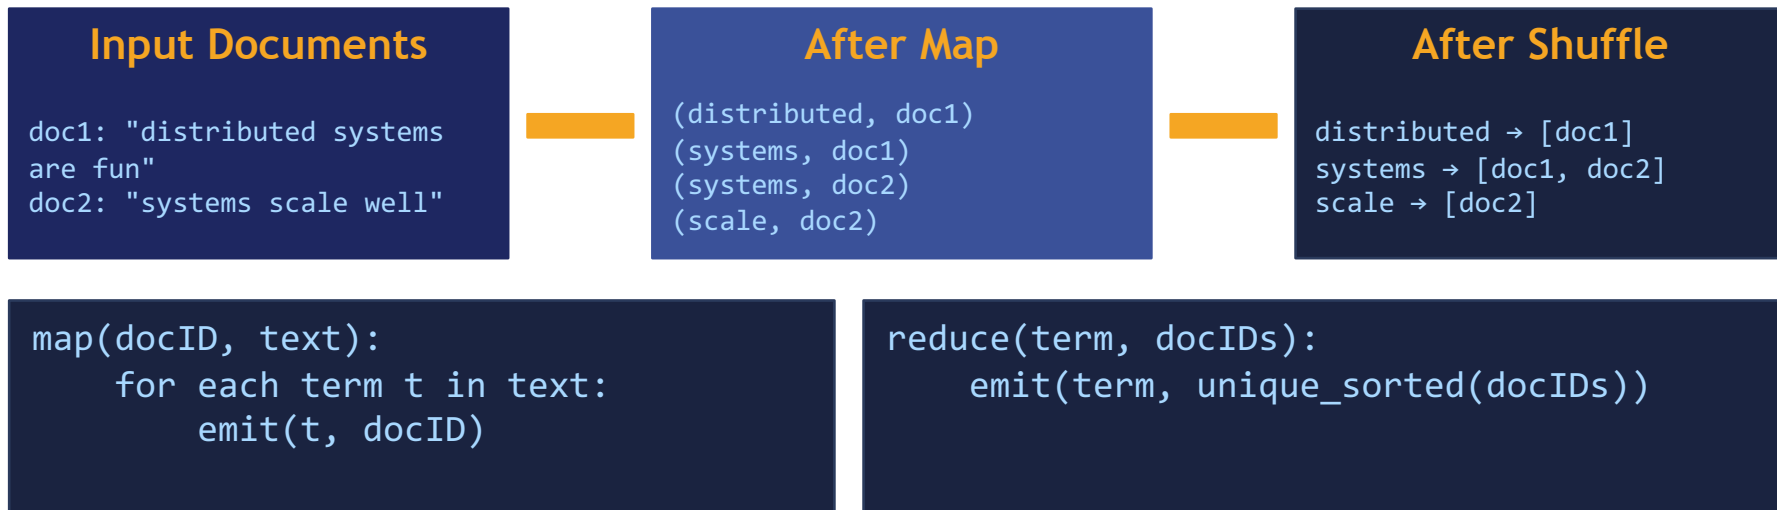 Input Documents
doc1: "distributed systems
are fun"
doc2: "systems scale well"
After Map
(distributed, doc1)
(systems, doc1)
(systems, doc2)
(scale, doc2)
After Shuffle
distributed → [doc1]
systems → [doc1, doc2]
scale → [doc2]
map(docID, text):
    for each term t in text:
        emit(t, docID)
reduce(term, docIDs):
    emit(term, unique_sorted(docIDs))